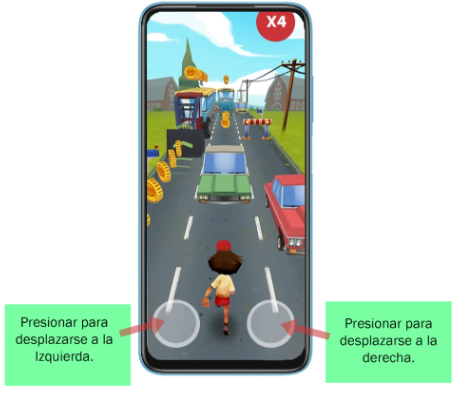 X4
Presionar para
desplazarse a la
Izquierda.
Presionar para
desplazarse a la
derecha.